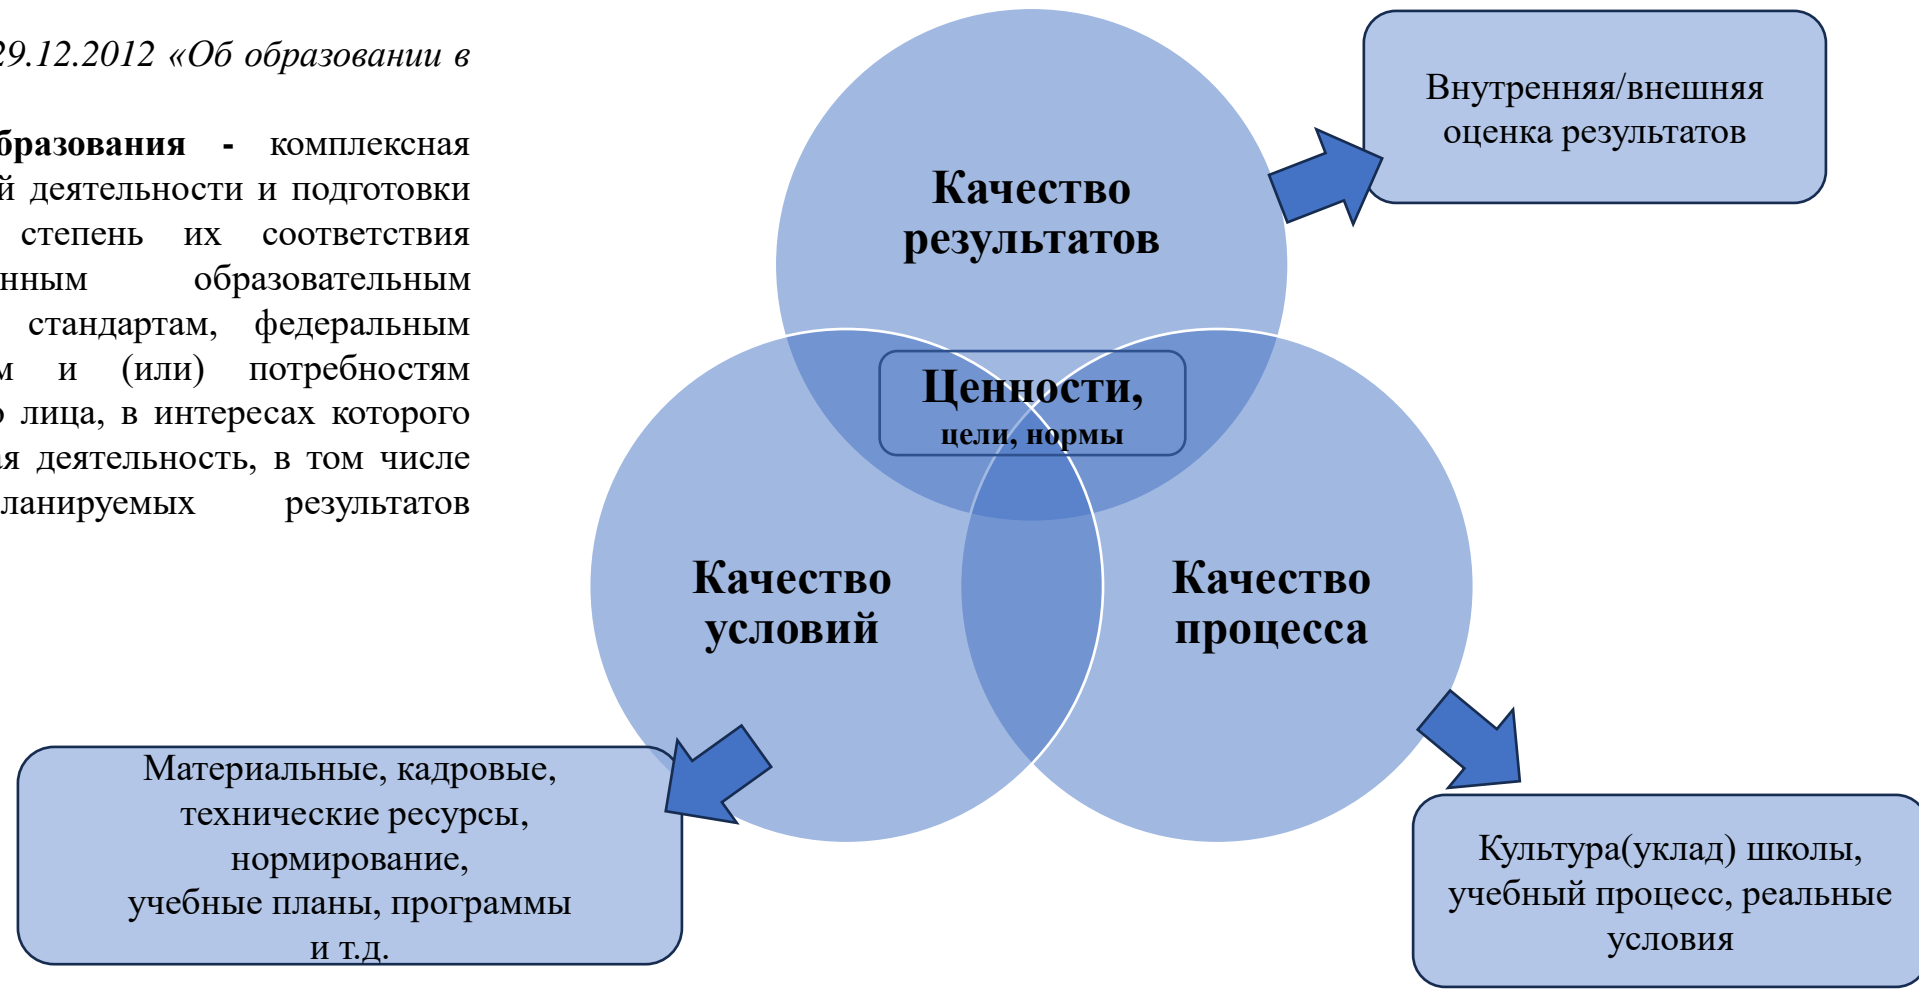 29.12.2012 «Об образовании в
бразования - комплексная
й деятельности и подготовки
степень их соответствия
нным образовательным
стандартам, федеральным
м и (или) потребностям
о лица, в интересах которого
ая деятельность, в том числе
ланируемых результатов
Внутренняя/внешняя
оценка результатов
Качество
результатов
Ценности,
цели, нормы
Качество
условий
Качество
процесса
Материальные, кадровые,
технические ресурсы,
нормирование,
учебные планы, программы
и т.д.
Культура(уклад) школы,
учебный процесс, реальные
условия